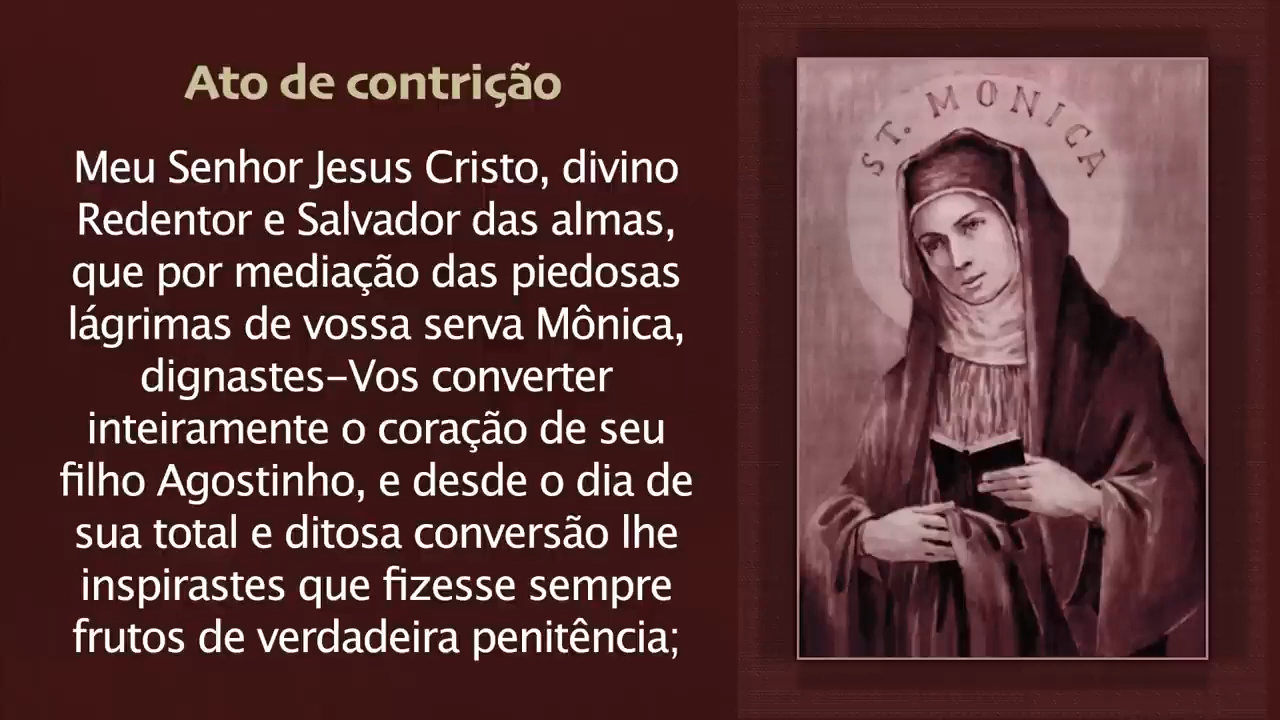 Ato de contrição
Meu Senhor Jesus Cristo, divino
Redentor e Salvador das almas,
que por mediação das piedosas
lágrimas de vossa serva Mônica,
dignastes–Vos converter
inteiramente o coração de seu
filho Agostinho, e desde o dia de
sua total e ditosa conversão lhe
inspirastes que fizesse sempre
frutos de verdadeira penitência;
ST. MONICA